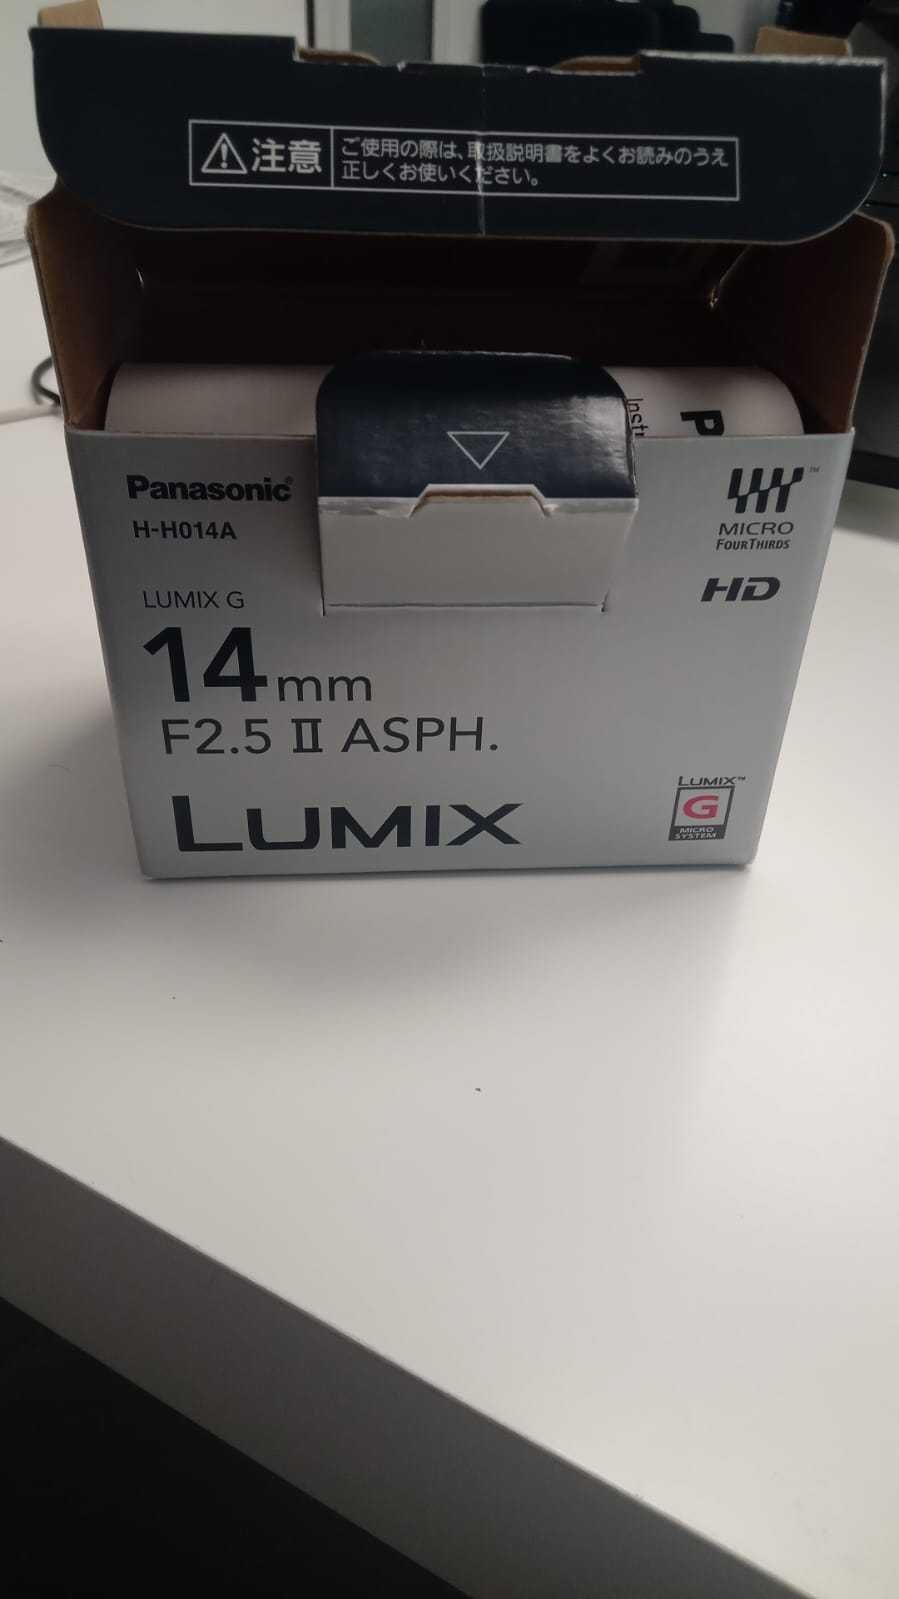 注意
ご使用の際は、取扱説明書をよくお読みのうえ
正しくお使いください。
Instr
P
Panasonic®
H-H014A
MICRO
FOURTHIRDS
HD
LUMIX G
14mm
F2.5 II ASPH.
LUMIX
LUMIX™
G
MICRO
SYSTEM